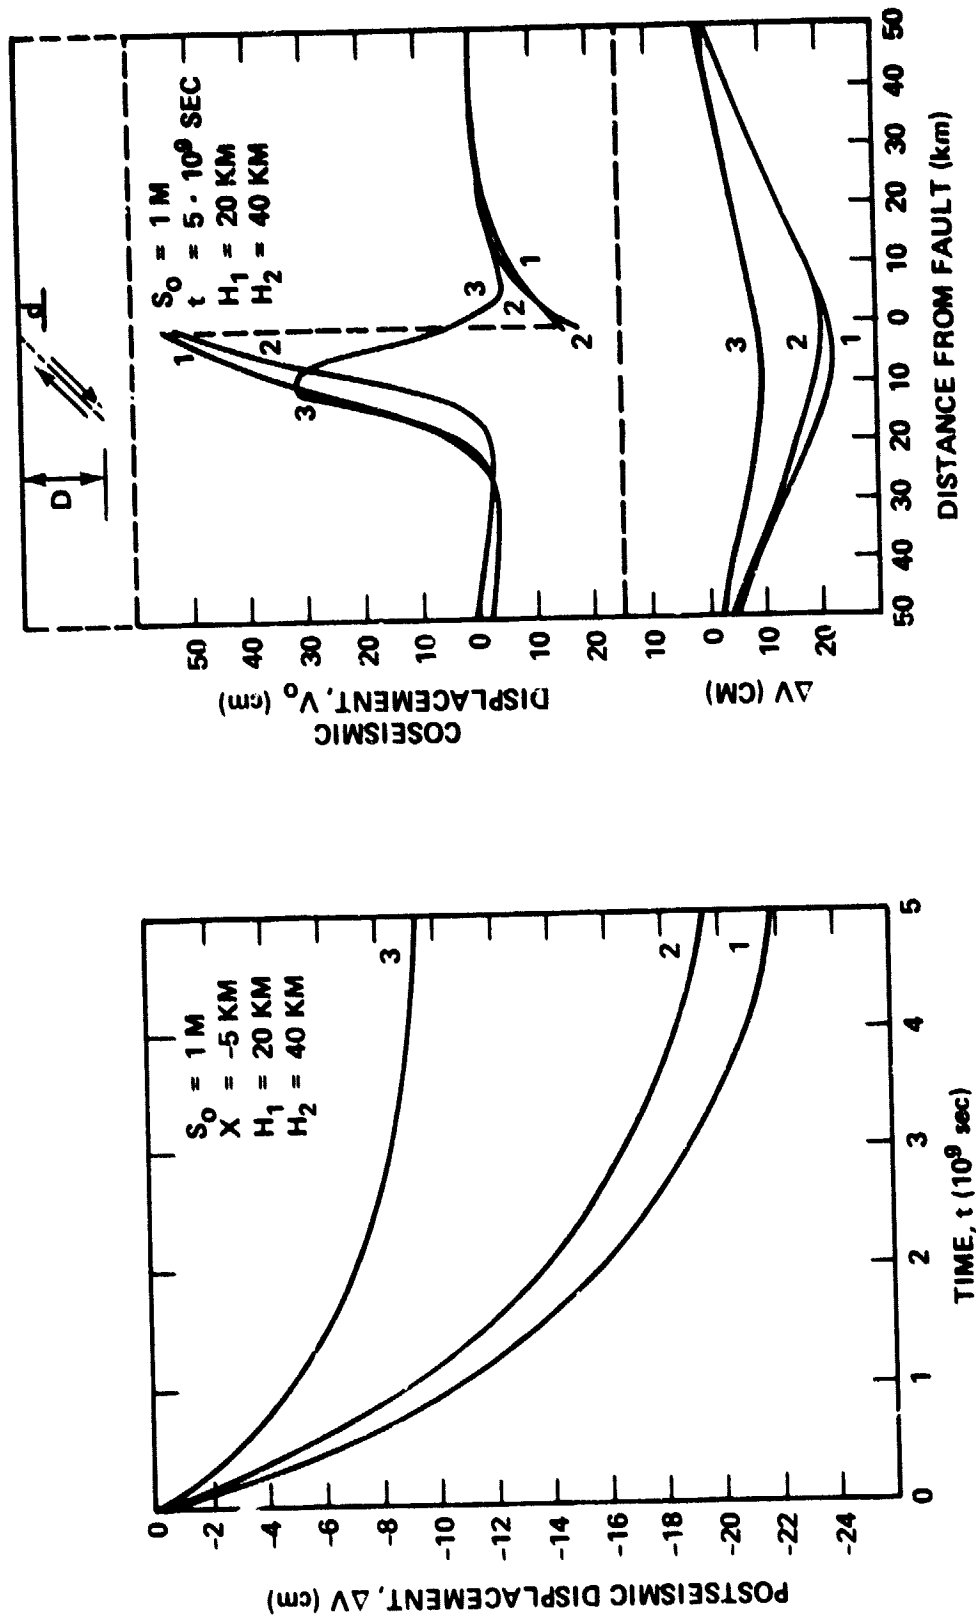 S₀ = 1 M
X = -5 KM
H₁ = 20 KM
H₂ = 40 KM
3
2
1
0
-2
-4
-6
-8
-10
-12
-14
-16
-18
-20
-22
-24
POSTSEISMIC DISPLACEMENT, ΔV (cm)
0 1 2 3 4 5
TIME, t (10⁹ sec)
D
d
S₀ = 1 M
t = 5 · 10⁹ SEC
H₁ = 20 KM
H₂ = 40 KM
1
2
3
3
2
1
2
50
40
30
20
10
0
10
20
COSEISMIC
DISPLACEMENT, V₀ (cm)
3
2
1
0
10
20
ΔV (CM)
50 40 30 20 10 0 10 20 30 40 50
DISTANCE FROM FAULT (km)